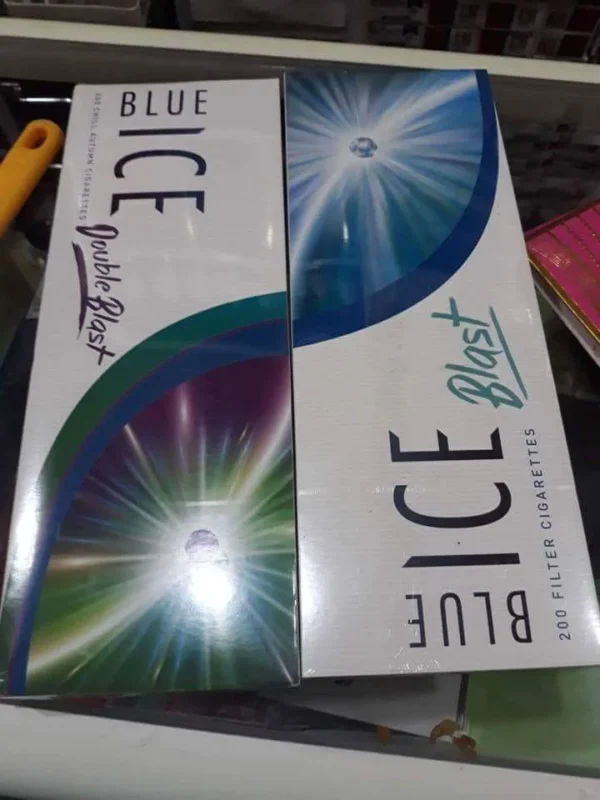 BLUE
ICE
Double Blast
BLUE
ICE
Blast
200 FILTER CIGARETTES